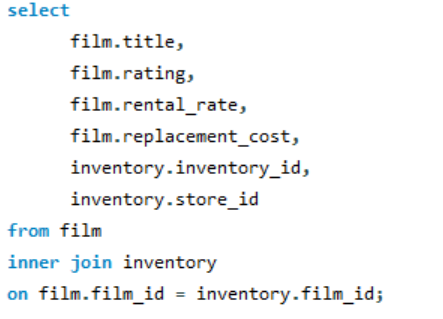 select
film.title,
film.rating,
film.rental_rate,
film.replacement_cost,
inventory.inventory_id,
inventory.store_id
from film
inner join inventory
on film.film_id = inventory.film_id;